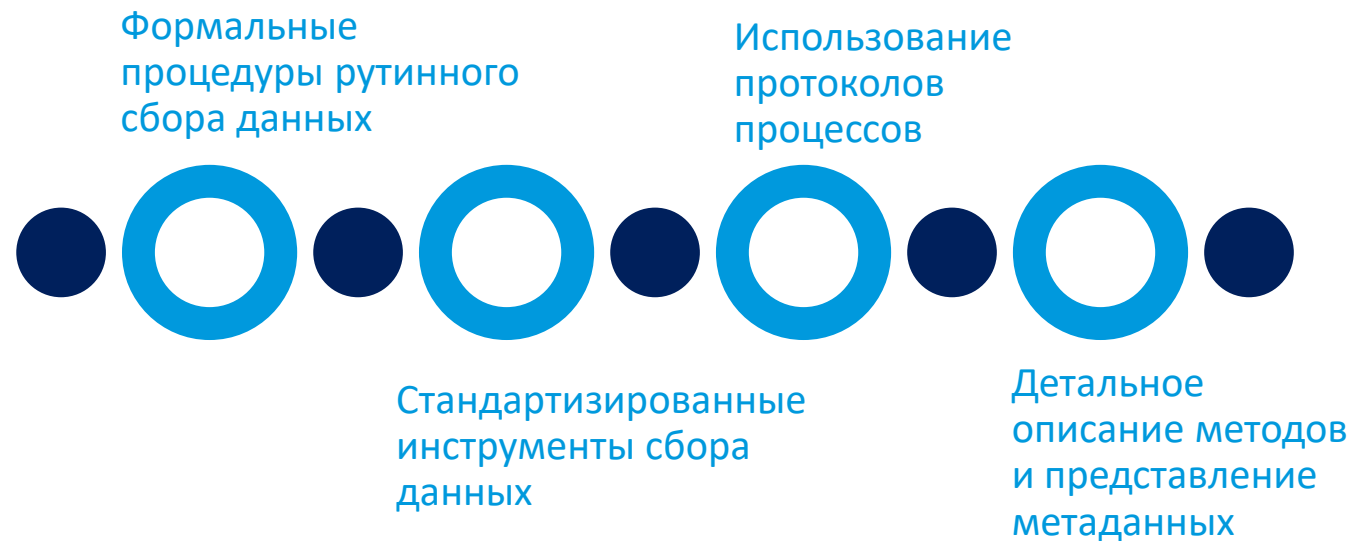 Формальные
процедуры рутинного
сбора данных
Стандартизированные
инструменты сбора
данных
Использование
протоколов
процессов
Детальное
описание методов
и представление
метаданных